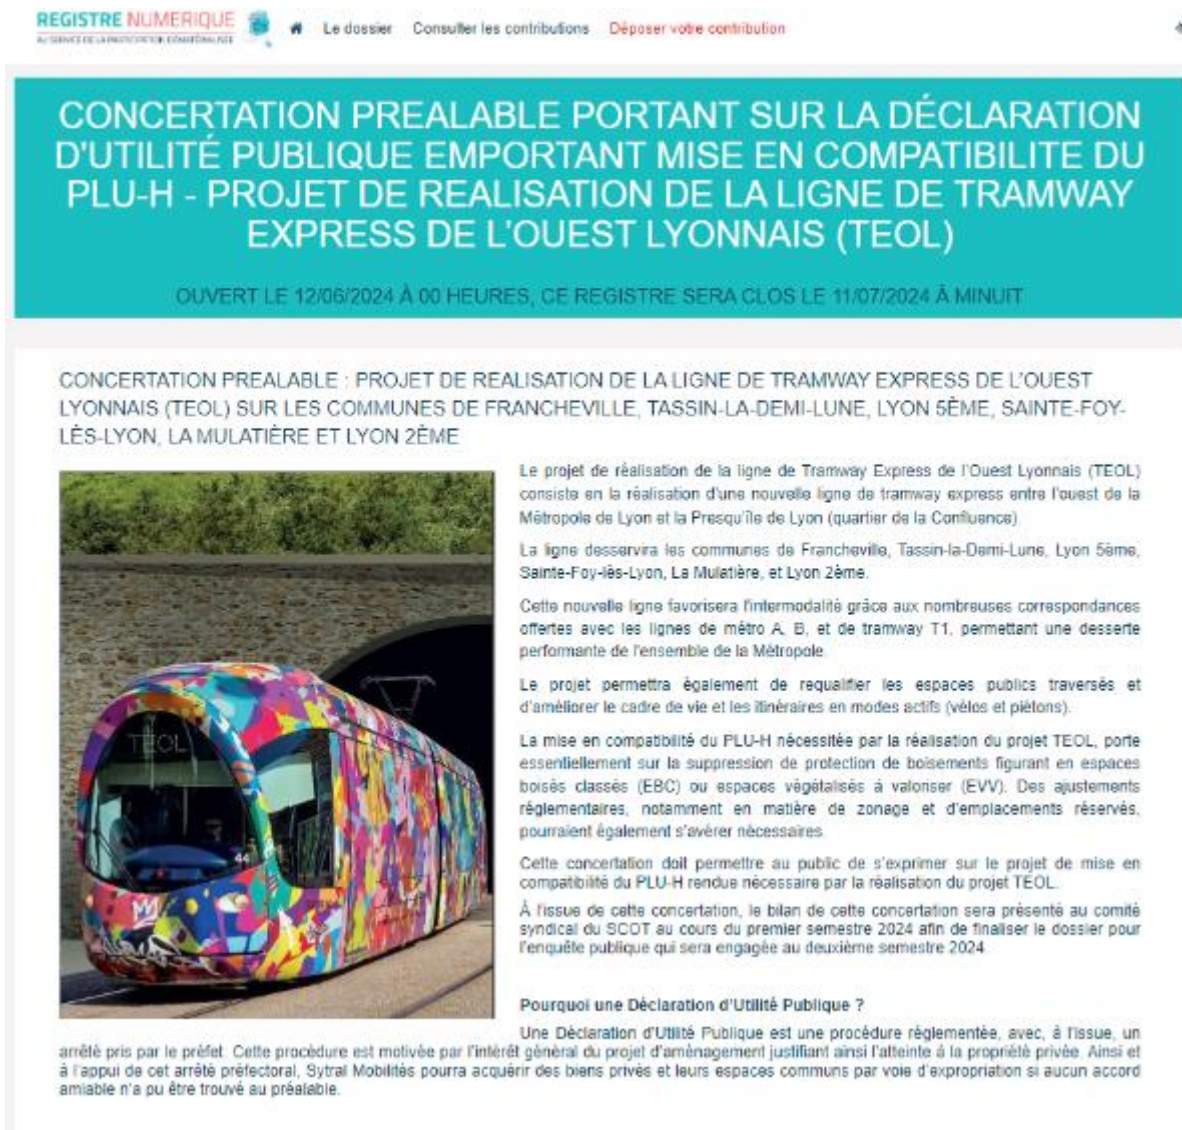 REGISTRE NUMERIQUE
AU SERVICE DE LA PARTICIPATION DÉMATÉRIALISÉE
Le dossier Consulter les contributions Déposer votre contribution
CONCERTATION PREALABLE PORTANT SUR LA DÉCLARATION
D'UTILITÉ PUBLIQUE EMPORTANT MISE EN COMPATIBILITE DU
PLU-H - PROJET DE REALISATION DE LA LIGNE DE TRAMWAY
EXPRESS DE L'OUEST LYONNAIS (TEOL)
OUVERT LE 12/06/2024 À 00 HEURES, CE REGISTRE SERA CLOS LE 11/07/2024 À MINUIT
CONCERTATION PREALABLE : PROJET DE REALISATION DE LA LIGNE DE TRAMWAY EXPRESS DE L'OUEST
LYONNAIS (TEOL) SUR LES COMMUNES DE FRANCHEVILLE, TASSIN-LA-DEMI-LUNE, LYON 5ÈME, SAINTE-FOY-
LÈS-LYON, LA MULATIÈRE ET LYON 2ÈME
Le projet de réalisation de la ligne de Tramway Express de l'Ouest Lyonnais (TEOL)
consiste en la réalisation d'une nouvelle ligne de tramway express entre l'ouest de la
Métropole de Lyon et la Presqu'île de Lyon (quartier de la Confluence).
La ligne desservira les communes de Francheville, Tassin-la-Demi-Lune, Lyon 5ème,
Sainte-Foy-lès-Lyon, La Mulatière, et Lyon 2ème.
Cette nouvelle ligne favorisera l'intermodalité grâce aux nombreuses correspondances
offertes avec les lignes de métro A, B, et de tramway T1, permettant une desserte
performante de l'ensemble de la Métropole.
Le projet permettra également de requalifier les espaces publics traversés et
d'améliorer le cadre de vie et les itinéraires en modes actifs (vélos et piétons).
La mise en compatibilité du PLU-H nécessitée par la réalisation du projet TEOL, porte
essentiellement sur la suppression de protection de boisements figurant en espaces
boisés classés (EBC) ou espaces végétalisés à valoriser (EVV). Des ajustements
réglementaires, notamment en matière de zonage et d'emplacements réservés,
pourraient également s'avérer nécessaires.
Cette concertation doit permettre au public de s'exprimer sur le projet de mise en
compatibilité du PLU-H rendue nécessaire par la réalisation du projet TEOL.
À l'issue de cette concertation, le bilan de cette concertation sera présenté au comité
syndical du SCOT au cours du premier semestre 2024 afin de finaliser le dossier pour
l'enquête publique qui sera engagée au deuxième semestre 2024.
TEOL
44
Pourquoi une Déclaration d'Utilité Publique ?
Une Déclaration d'Utilité Publique est une procédure règlementée, avec, à l'issue, un
arrêté pris par le préfet. Cette procédure est motivée par l'intérêt général du projet d'aménagement justifiant ainsi l'atteinte à la propriété privée. Ainsi et
à l'appui de cet arrêté préfectoral, Sytral Mobilités pourra acquérir des biens privés et leurs espaces communs par voie d'expropriation si aucun accord
amiable n'a pu être trouvé au préalable.